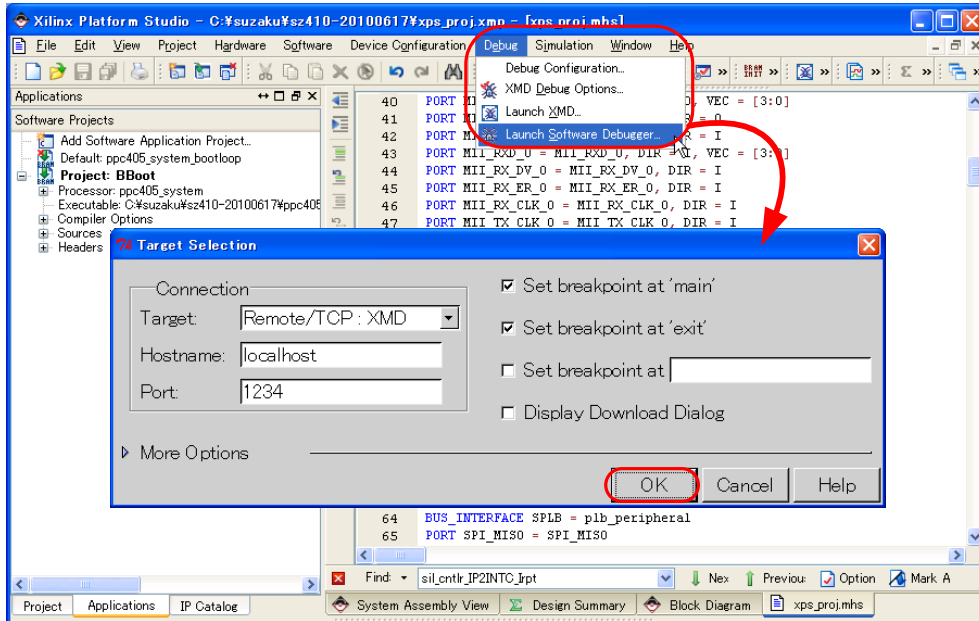 Xilinx Platform Studio - C:¥suzaku¥sz410-20100617¥xps_proj.xmp - [xps_proj.mhs]
File Edit View Project Hardware Software Device Configuration Debug Simulation Window Help
Debug Configuration...
XMD Debug Options...
Launch XMD...
Launch Software Debugger...
Applications
Software Projects
Add Software Application Project...
Default: ppc405_system_bootloop
Project: BBoot
Processor: ppc405_system
Executable: C:¥suzaku¥sz410-20100617¥ppc405
Compiler Options
Sources
Headers
40 PORT VEC = [3:0]
41 PORT
42 PORT = I
43 PORT MII_RXD_0 = MII_RXD_0, DIR = I, VEC = [3:0]
44 PORT MII_RX_DV_0 = MII_RX_DV_0, DIR = I
45 PORT MII_RX_ER_0 = MII_RX_ER_0, DIR = I
46 PORT MII_RX_CLK_0 = MII_RX_CLK_0, DIR = I
47 PORT MII_TX_CLK_0 = MII_TX_CLK_0, DIR = I
Target Selection
Connection
Target: Remote/TCP : XMD
Hostname: localhost
Port: 1234
Set breakpoint at 'main'
Set breakpoint at 'exit'
Set breakpoint at
Display Download Dialog
More Options
OK Cancel Help
64 BUS_INTERFACE SPLB = plb_peripheral
65 PORT SPI_MISO = SPI_MISO
Find: sil_cntlr_IP2INTC_Irpt Nex Previou: Option Mark A
Project Applications IP Catalog
System Assembly View Design Summary Block Diagram xps_proj.mhs